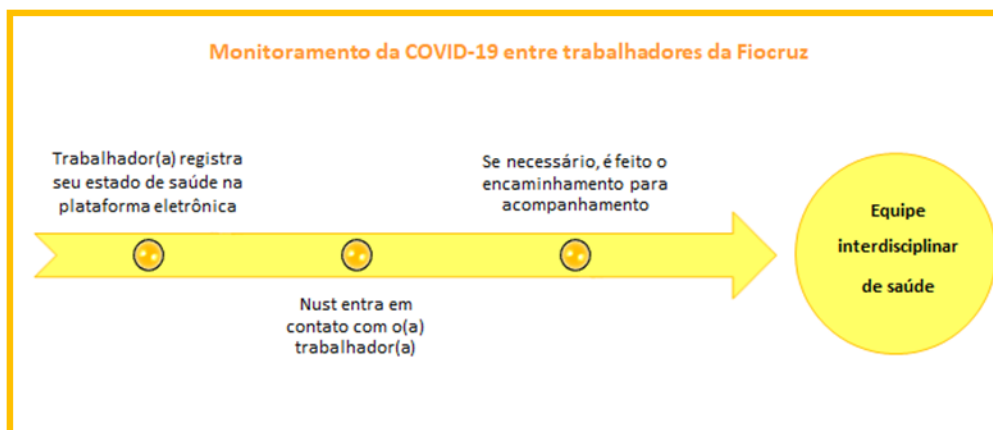 Monitoramento da COVID-19 entre trabalhadores da Fiocruz
Trabalhador(a) registra
seu estado de saúde na
plataforma eletrônica
Nust entra em
contato com o(a)
trabalhador(a)
Se necessário, é feito o
encaminhamento para
acompanhamento
Equipe
interdisciplinar
de saúde